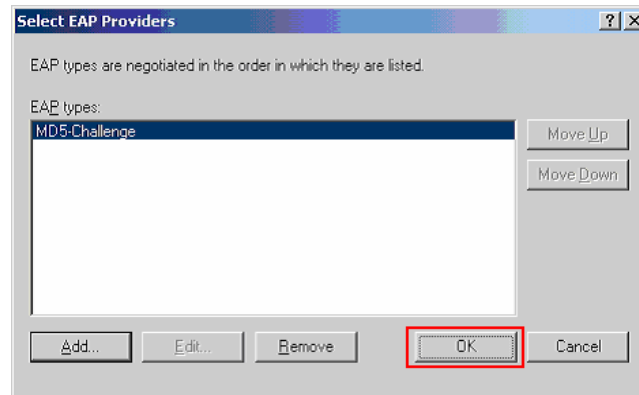 Select EAP Providers
? ×
EAP types are negotiated in the order in which they are listed.
EAP types:
MD5-Challenge
Move Up
Move Down
Add... Edit... Remove OK Cancel